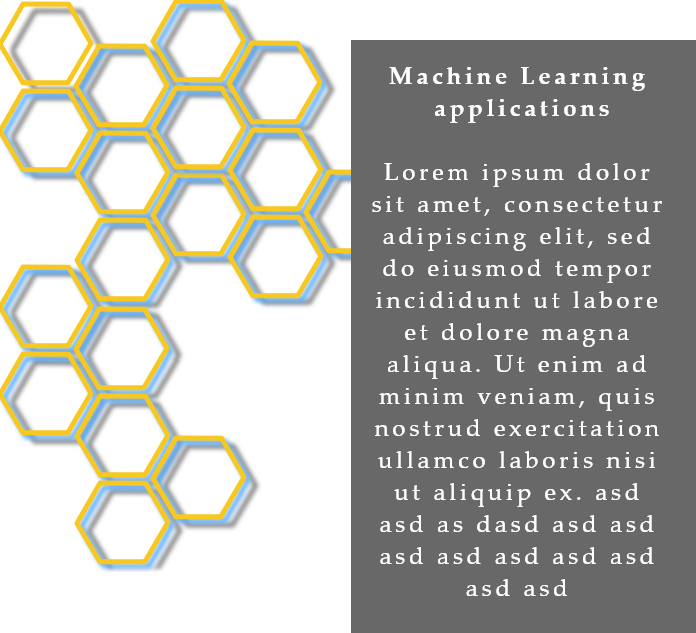 Machine Learning
applications
Lorem ipsum dolor
sit amet, consectetur
adipiscing elit, sed
do eiusmod tempor
incididunt ut labore
et dolore magna
aliqua. Ut enim ad
minim veniam, quis
nostrud exercitation
ullamco laboris nisi
ut aliquip ex. asd
asd as dasd asd asd
asd asd asd asd asd
asd asd